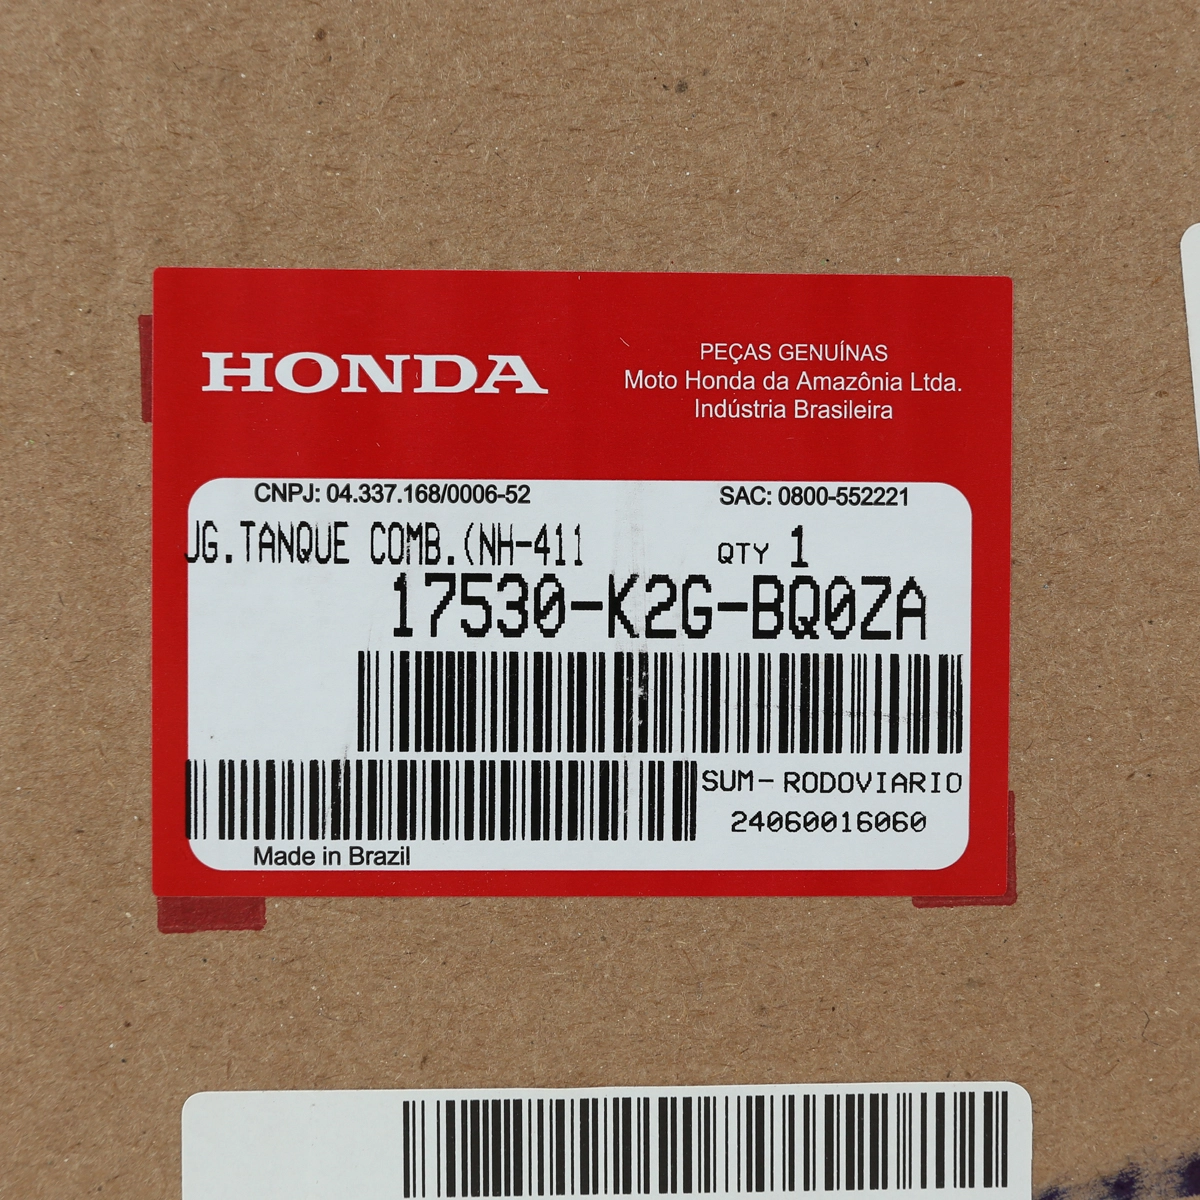 HONDA
PEÇAS GENUÍNAS
Moto Honda da Amazônia Ltda.
Indústria Brasileira
CNPJ: 04.337.168/0006-52
SAC: 0800-552221
JG.TANQUE COMB.(NH-411
QTY 1
17530-K2G-BQ0ZA
SUM- RODOVIARIO
24060016060
Made in Brazil